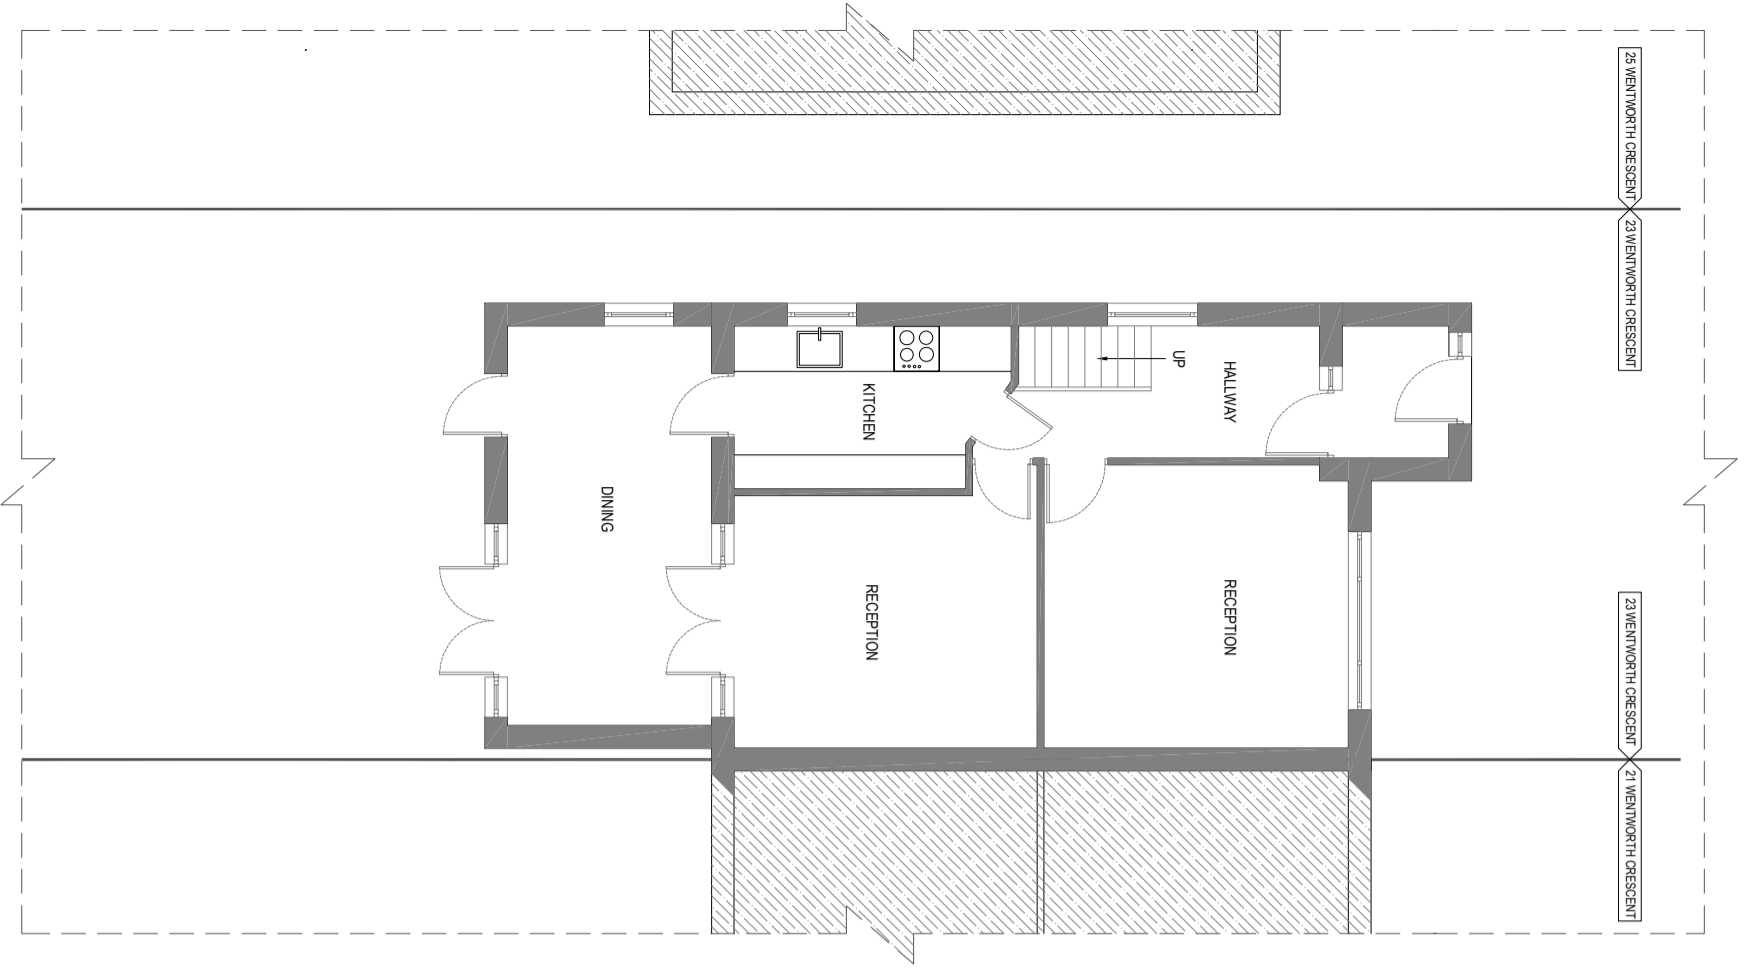 25 WENTWORTH CRESCENT
23 WENTWORTH CRESCENT
UP
HALLWAY
KITCHEN
DINING
RECEPTION
RECEPTION
23 WENTWORTH CRESCENT
21 WENTWORTH CRESCENT